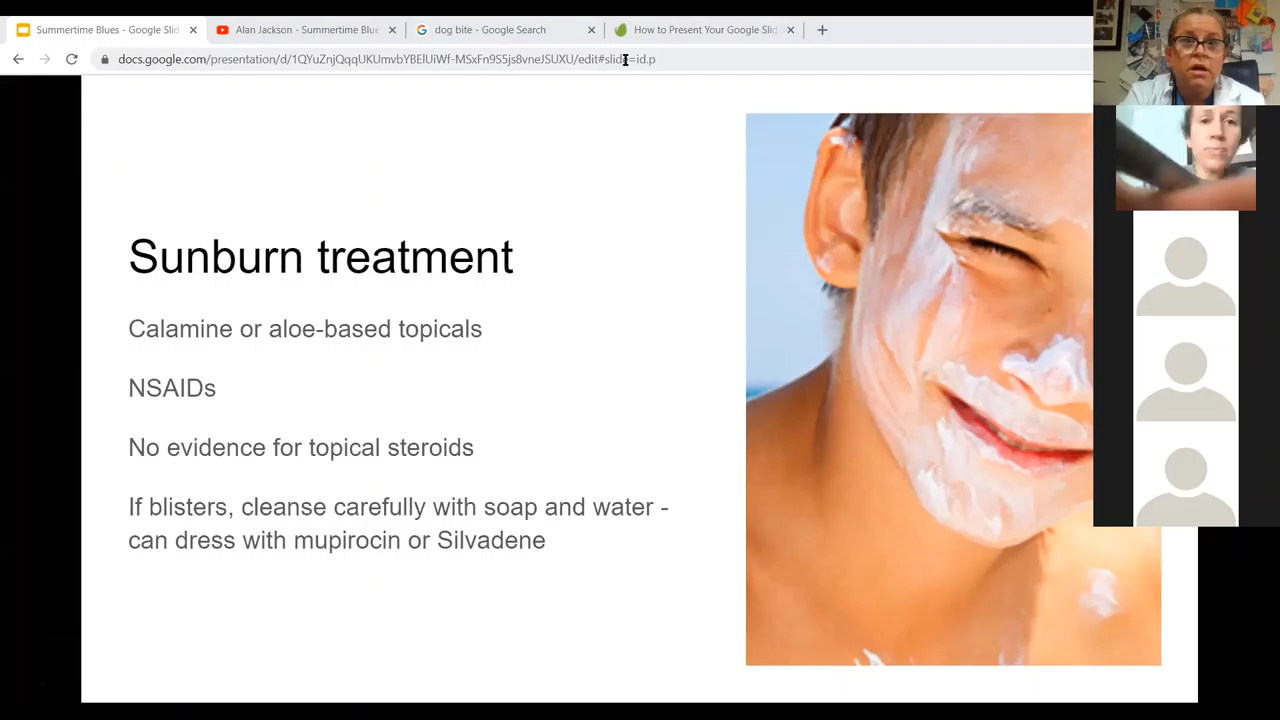 Summertime Blues - Google Slid
Alan Jackson - Summertime Blue
dog bite - Google Search
How to Present Your Google Slid
docs.google.com/presentation/d/1QYuZnjQqqUKUmvbYBElUiWf-MSxFn9S5js8vneJSUXU/edit#slide=id.p
Sunburn treatment
Calamine or aloe-based topicals
NSAIDs
No evidence for topical steroids
If blisters, cleanse carefully with soap and water -
can dress with mupirocin or Silvadene